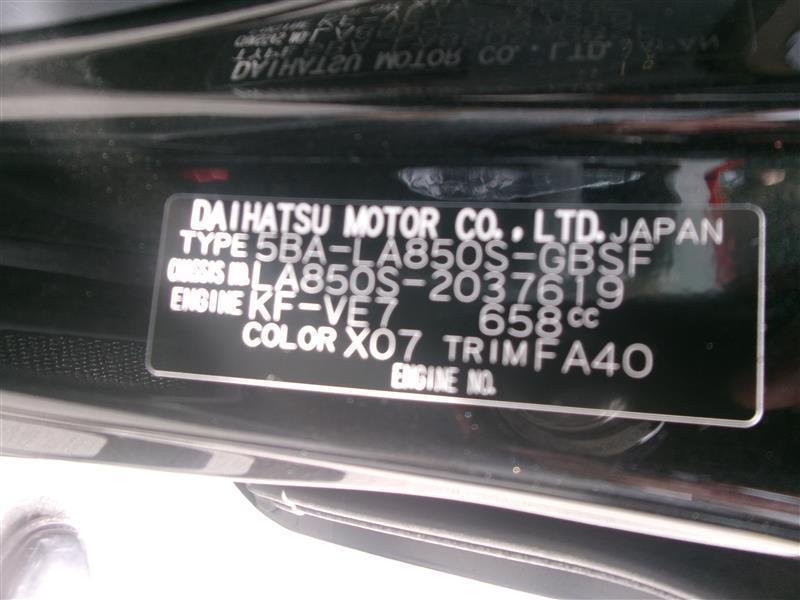 DAIHATSU MOTOR CO., LTD. JAPAN
TYPE 5BA-LA850S-GBSF
CHASSIS NO. LA850S-2037619
ENGINE KF-VE7 658cc
COLOR X07 TRIM FA40
ENGINE NO.